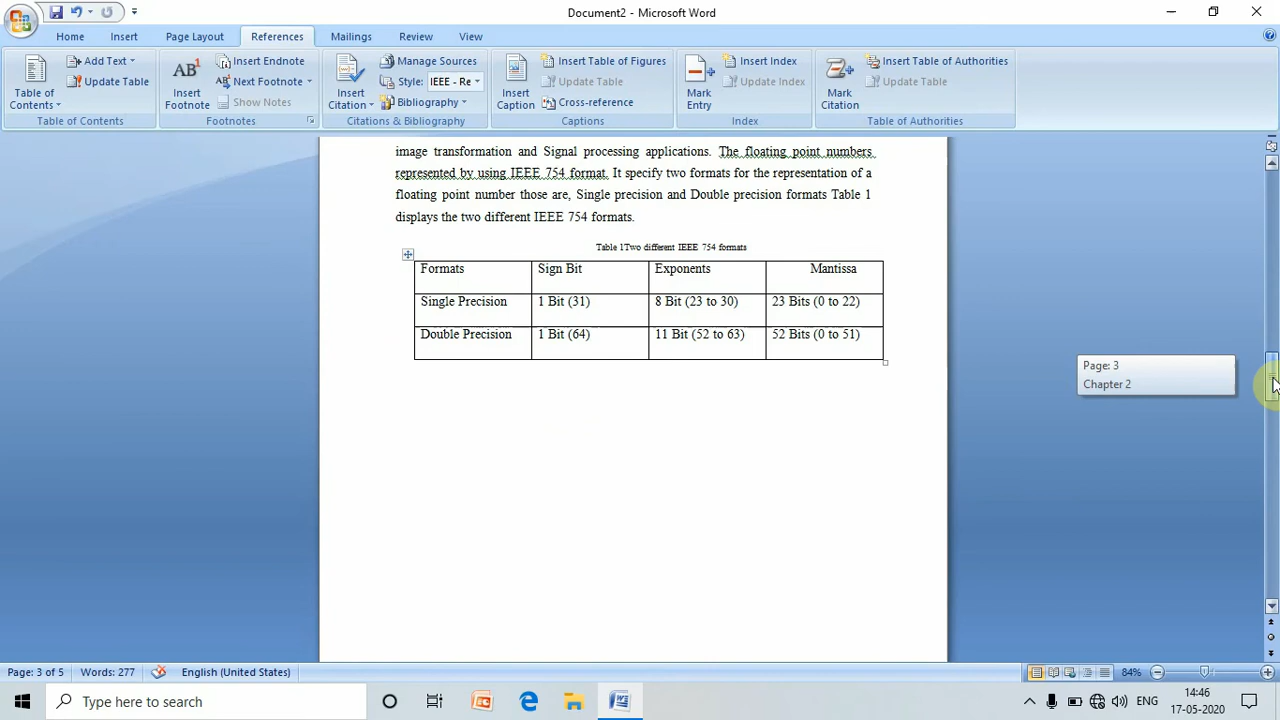 Document2 - Microsoft Word
Home Insert Page Layout References Mailings Review View
Add Text Insert Endnote Manage Sources Insert Table of Figures Insert Index Insert Table of Authorities
Update Table Next Footnote Style: IEEE - Re Update Table Update Index Update Table
Table of Contents Insert Footnote Show Notes Insert Citation Bibliography Insert Caption Cross-reference Mark Entry Mark Citation
Table of Contents Footnotes Citations & Bibliography Captions Index Table of Authorities
image transformation and Signal processing applications. The floating point numbers
represented by using IEEE 754 format. It specify two formats for the representation of a
floating point number those are, Single precision and Double precision formats Table 1
displays the two different IEEE 754 formats.
Table 1Two different IEEE 754 formats
Formats Sign Bit Exponents Mantissa
Single Precision 1 Bit (31) 8 Bit (23 to 30) 23 Bits (0 to 22)
Double Precision 1 Bit (64) 11 Bit (52 to 63) 52 Bits (0 to 51)
Page: 3
Chapter 2
Page: 3 of 5 Words: 277 English (United States) 84%
Type here to search ENG 14:46
17-05-2020